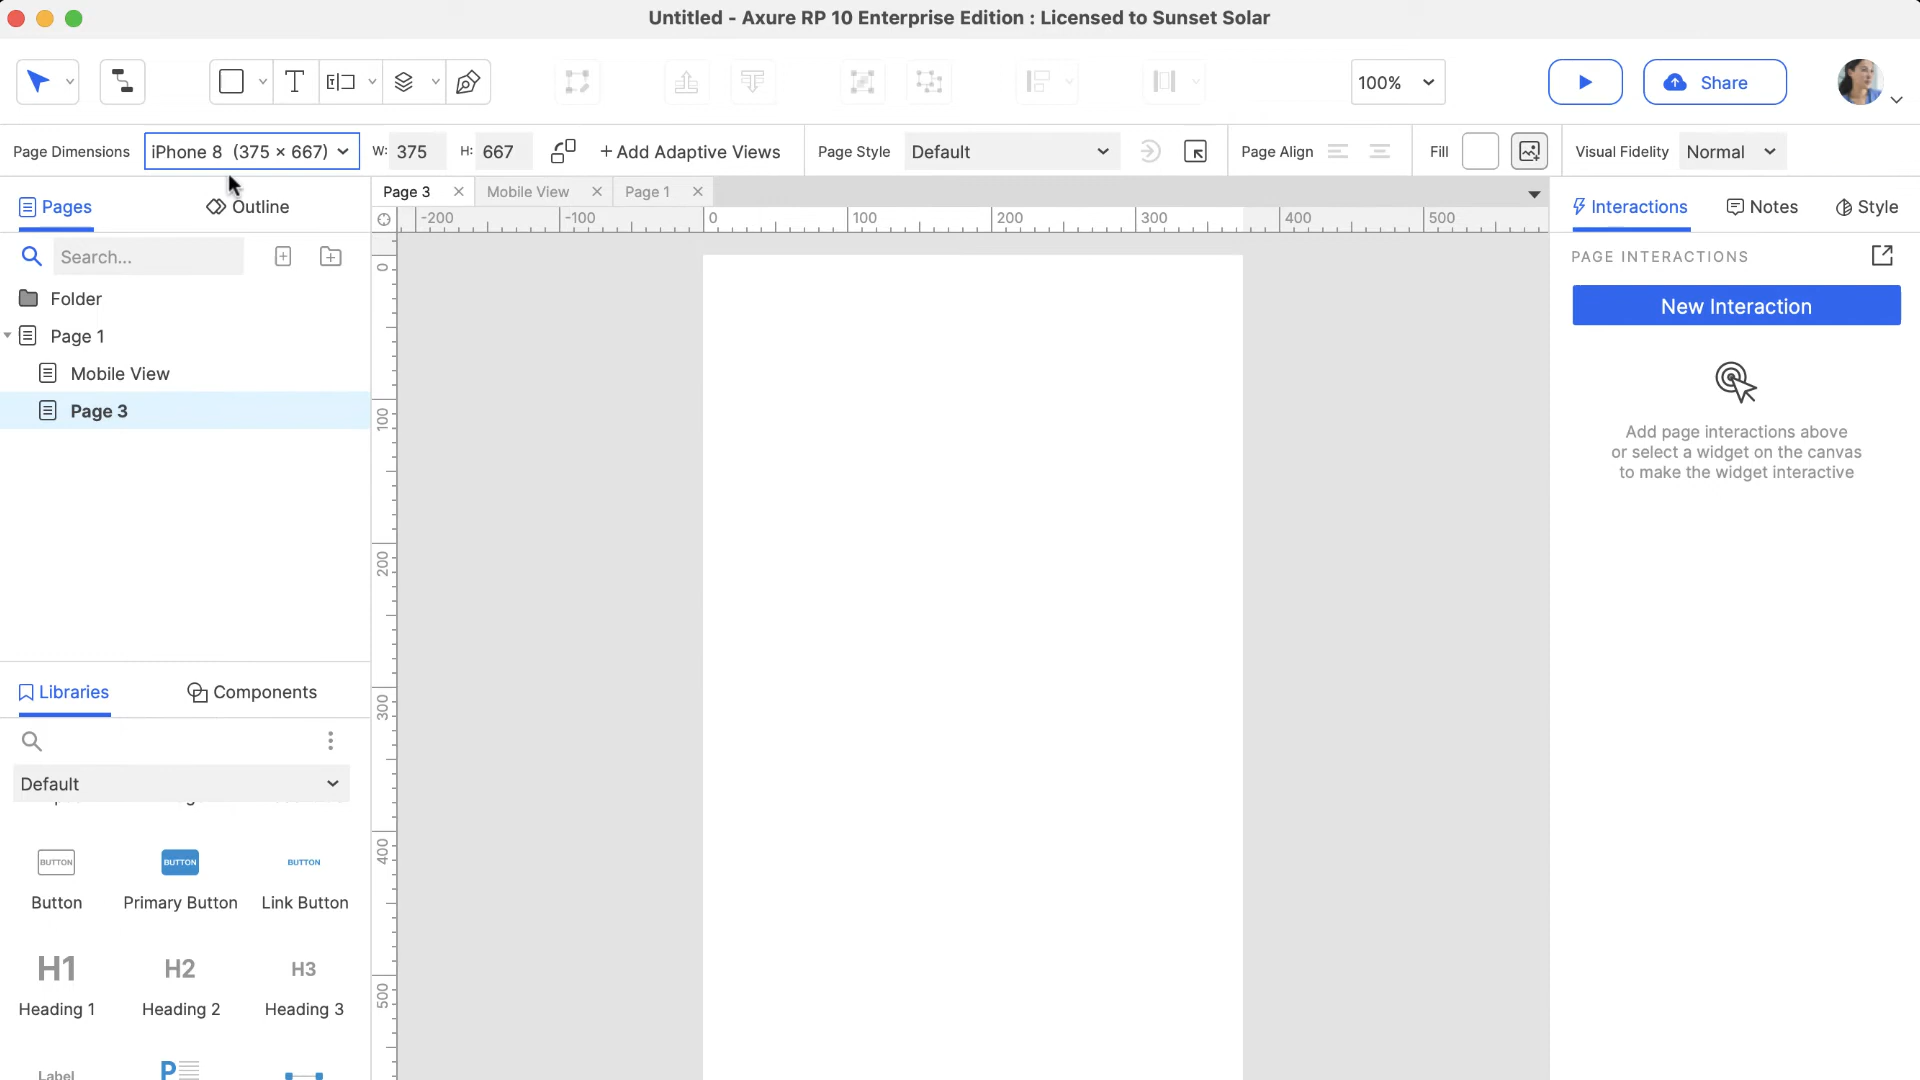 Untitled - Axure RP 10 Enterprise Edition : Licensed to Sunset Solar
100%
Share
Page Dimensions
iPhone 8 (375 × 667)
W: 375
H: 667
+ Add Adaptive Views
Page Style
Default
Page Align
Fill
Visual Fidelity
Normal
Pages
Outline
Page 3
Mobile View
Page 1
Interactions
Notes
Style
-200
-100
0
100
200
300
400
500
Search...
PAGE INTERACTIONS
0
Folder
New Interaction
Page 1
Mobile View
Page 3
100
Add page interactions above
or select a widget on the canvas
to make the widget interactive
200
Libraries
Components
300
Default
BUTTON
BUTTON
BUTTON
400
Button
Primary Button
Link Button
H1
H2
H3
500
Heading 1
Heading 2
Heading 3
Label
P